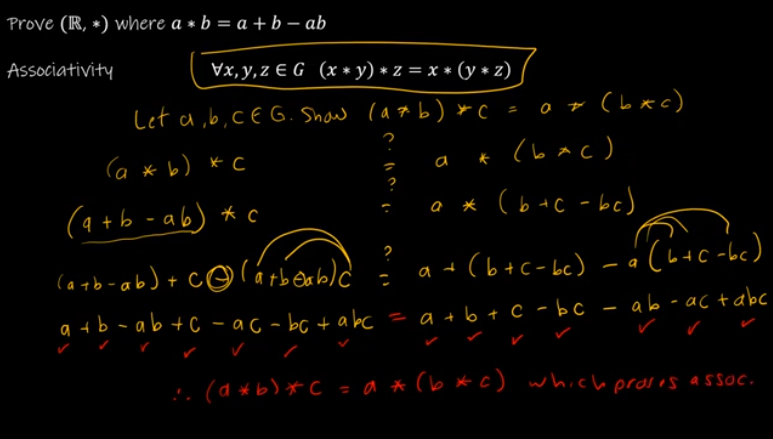 Prove (ℝ, ∗) where a ∗ b = a + b − ab
Associativity ∀x, y, z ∈ G (x ∗ y) ∗ z = x ∗ (y ∗ z)
Let a, b, c ∈ G. Show (a ∗ b) ∗ c = a ∗ (b ∗ c)
(a ∗ b) ∗ c ?= a ∗ (b ∗ c)
(a + b − ab) ∗ c ?= a ∗ (b + c − bc)
(a + b − ab) + c − (a + b − ab)c ?= a + (b + c − bc) − a(b + c − bc)
a + b − ab + c − ac − bc + abc = a + b + c − bc − ab − ac + abc
✓ ✓ ✓ ✓ ✓ ✓ ✓ ✓ ✓ ✓ ✓ ✓ ✓ ✓
∴ (a ∗ b) ∗ c = a ∗ (b ∗ c) which proves assoc.